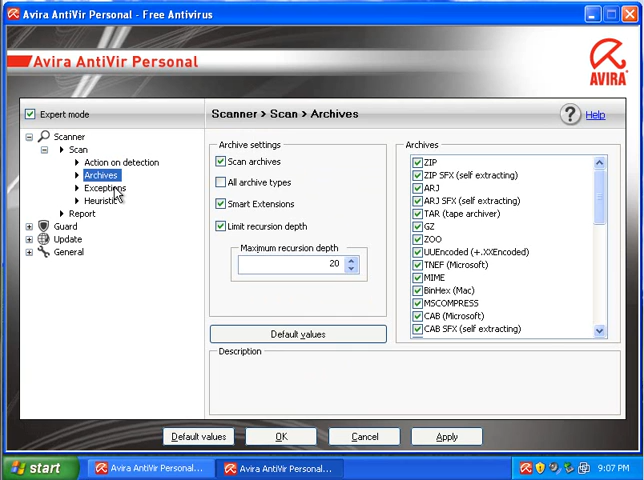 Avira AntiVir Personal - Free Antivirus
Avira AntiVir Personal
AVIRA
Expert mode
Scanner > Scan > Archives
? Help
Scanner
Scan
Action on detection
Archives
Exceptions
Heuristic
Report
Guard
Update
General
Archive settings
Scan archives
All archive types
Smart Extensions
Limit recursion depth
Maximum recursion depth
20
Default values
Archives
ZIP
ZIP SFX (self extracting)
ARJ
ARJ SFX (self extracting)
TAR (tape archiver)
GZ
ZOO
UUEncoded (+.XXEncoded)
TNEF (Microsoft)
MIME
BinHex (Mac)
MSCOMPRESS
CAB (Microsoft)
CAB SFX (self extracting)
Description
Default values
OK
Cancel
Apply
start
Avira AntiVir Personal...
Avira AntiVir Personal...
9:07 PM